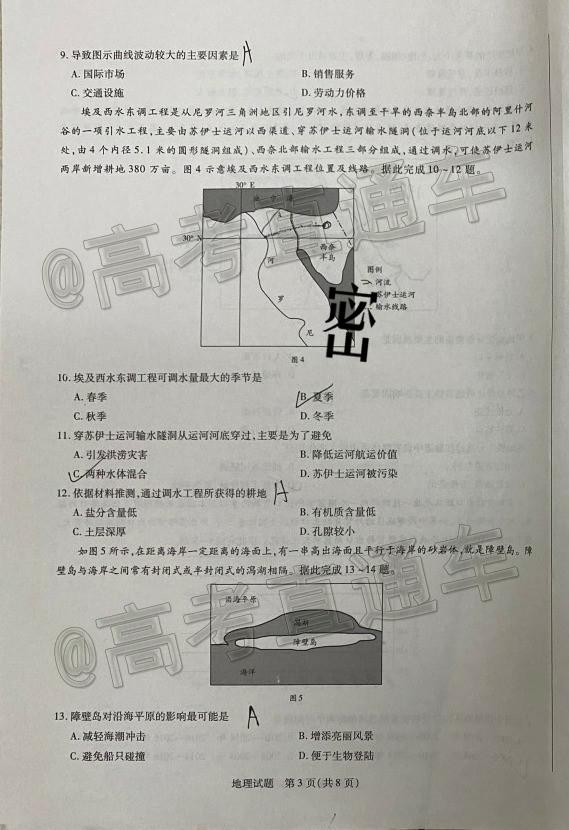 9. 导致图示曲线波动较大的主要因素是 A
A. 国际市场 B. 销售服务
C. 交通设施 D. 劳动力价格
埃及西水东调工程是从尼罗河三角洲地区引尼罗河水,东调至干旱的西奈半岛北部的阿里什河
谷的一项引水工程,主要由苏伊士运河以西渠道、穿苏伊士运河输水隧洞(位于运河河底以下12米
处,由4个内径5.1米的圆形隧洞组成)、西奈北部输水工程三部分组成,通过调水,可使苏伊士运河
两岸新增耕地380万亩。图4示意埃及西水东调工程位置及线路。据此完成10~12题。
30° E
地 中 海
30° N
西奈
半岛
河
罗
尼
图例
河流
苏伊士运河
输水线路
密
图4
@高考直通车
10. 埃及西水东调工程可调水量最大的季节是
A. 春季 B. 夏季
C. 秋季 D. 冬季
11. 穿苏伊士运河输水隧洞从运河河底穿过,主要是为了避免
A. 引发洪涝灾害 B. 降低运河航运价值
C. 两种水体混合 D. 苏伊士运河被污染
12. 依据材料推测,通过调水工程所获得的耕地 A
A. 盐分含量低 B. 有机质含量低
C. 土层深厚 D. 孔隙较小
如图5所示,在距离海岸一定距离的海面上,有一串高出海面且平行于海岸的砂岩体,就是障壁岛。障
壁岛与海岸之间常有封闭式或半封闭式的潟湖相隔。据此完成13~14题。
沿海平原
潟湖
障壁岛
海洋
图5
@高考直通车
13. 障壁岛对沿海平原的影响最可能是 A
A. 减轻海潮冲击 B. 增添亮丽风景
C. 避免船只碰撞 D. 便于生物登陆
地理试题 第3页(共8页)